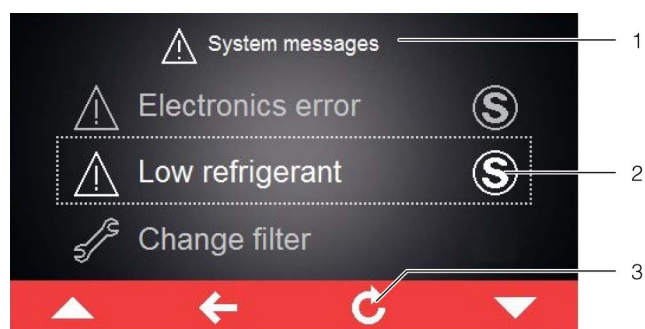 System messages
1
Electronics error
S
Low refrigerant
S
2
Change filter
3